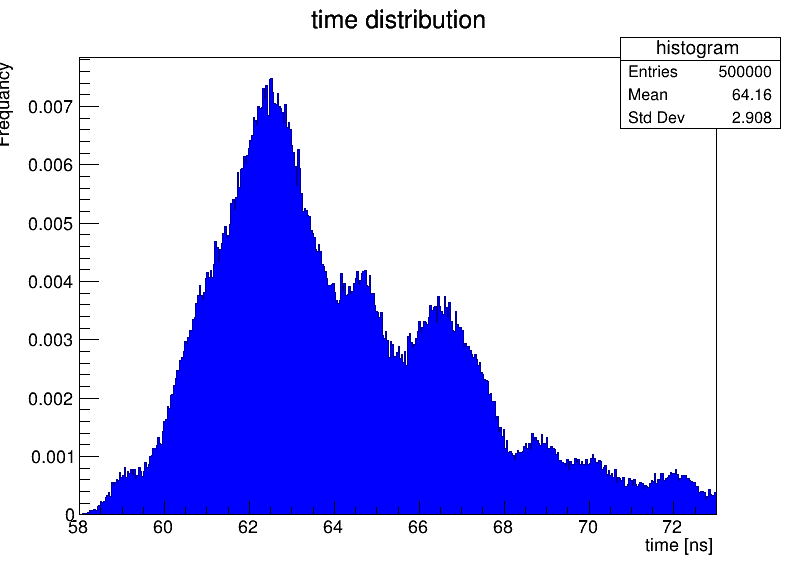 time distribution
histogram
Entries 500000
Mean 64.16
Std Dev 2.908
Frequancy
0.007
0.006
0.005
0.004
0.003
0.002
0.001
0
58 60 62 64 66 68 70 72
time [ns]